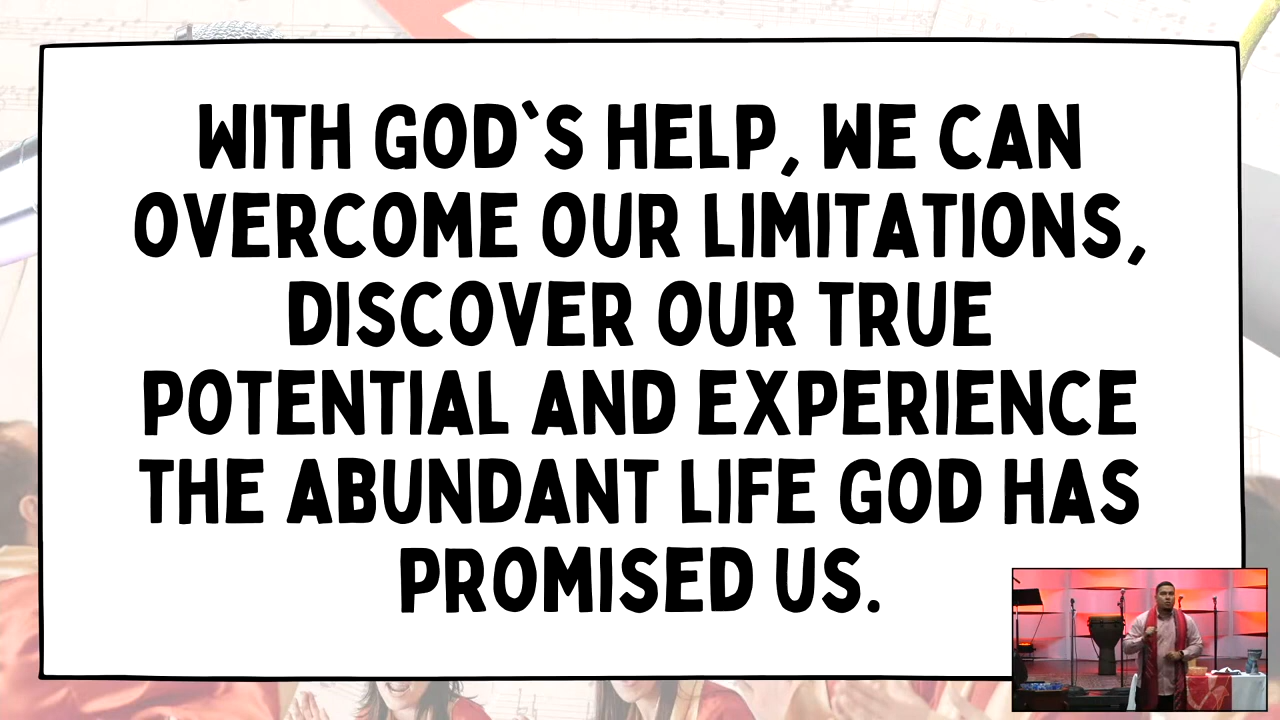 WITH GOD`S HELP, WE CAN
OVERCOME OUR LIMITATIONS,
DISCOVER OUR TRUE
POTENTIAL AND EXPERIENCE
THE ABUNDANT LIFE GOD HAS
PROMISED US.